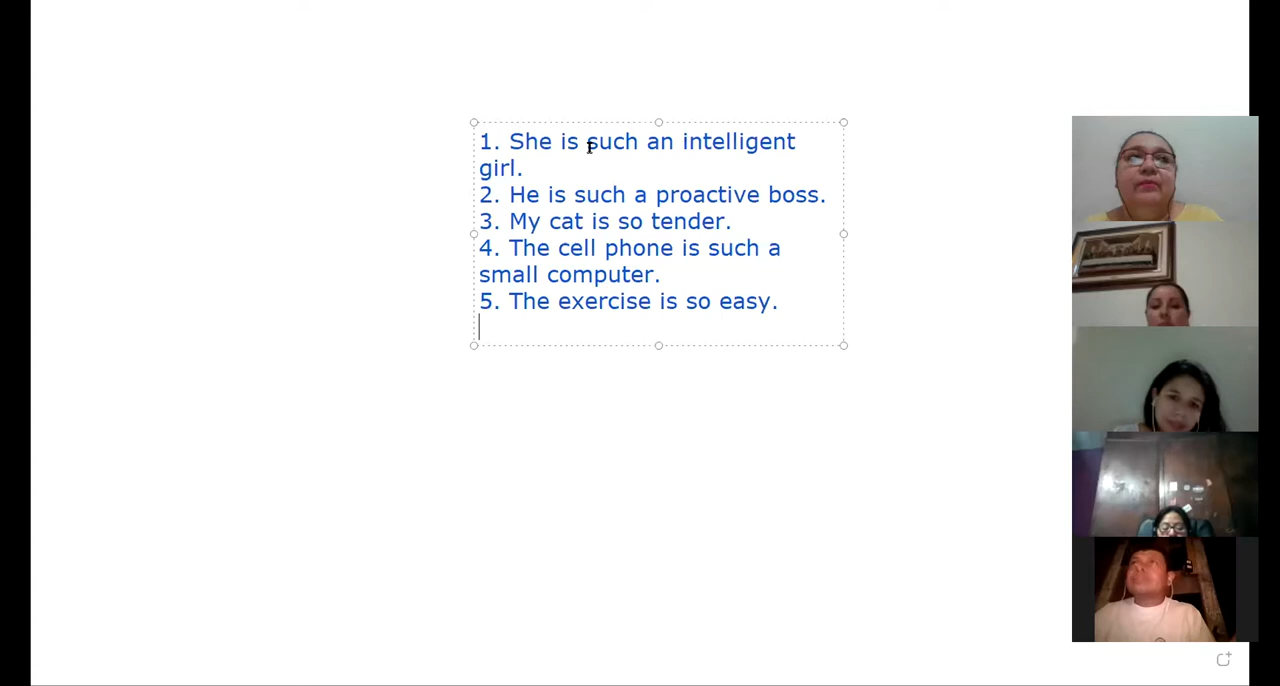 1. She is such an intelligent
girl.
2. He is such a proactive boss.
3. My cat is so tender.
4. The cell phone is such a
small computer.
5. The exercise is so easy.